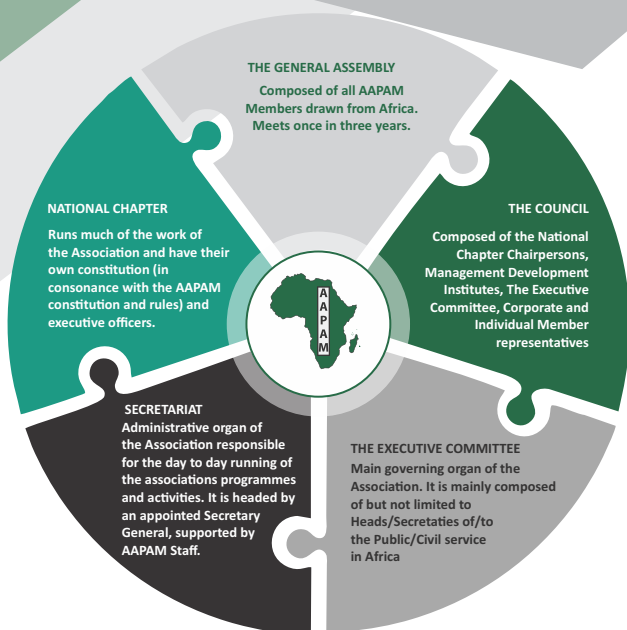 THE GENERAL ASSEMBLY
Composed of all AAPAM
Members drawn from Africa.
Meets once in three years.
NATIONAL CHAPTER
Runs much of the work of
the Association and have their
own constitution (in
consonance with the AAPAM
constitution and rules) and
executive officers.
THE COUNCIL
Composed of the National
Chapter Chairpersons,
Management Development
Institutes, The Executive
Committee, Corporate and
Individual Member
representatives
A
A
P
A
M
SECRETARIAT
Administrative organ of
the Association responsible
for the day to day running of
the associations programmes
and activities. It is headed by
an appointed Secretary
General, supported by
AAPAM Staff.
THE EXECUTIVE COMMITTEE
Main governing organ of the
Association. It is mainly composed
of but not limited to
Heads/Secretaties of/to
the Public/Civil service
in Africa